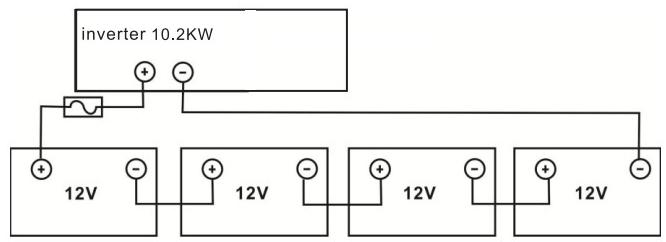 inverter 10.2KW
+ −
+ − + − + − + −
12V 12V 12V 12V